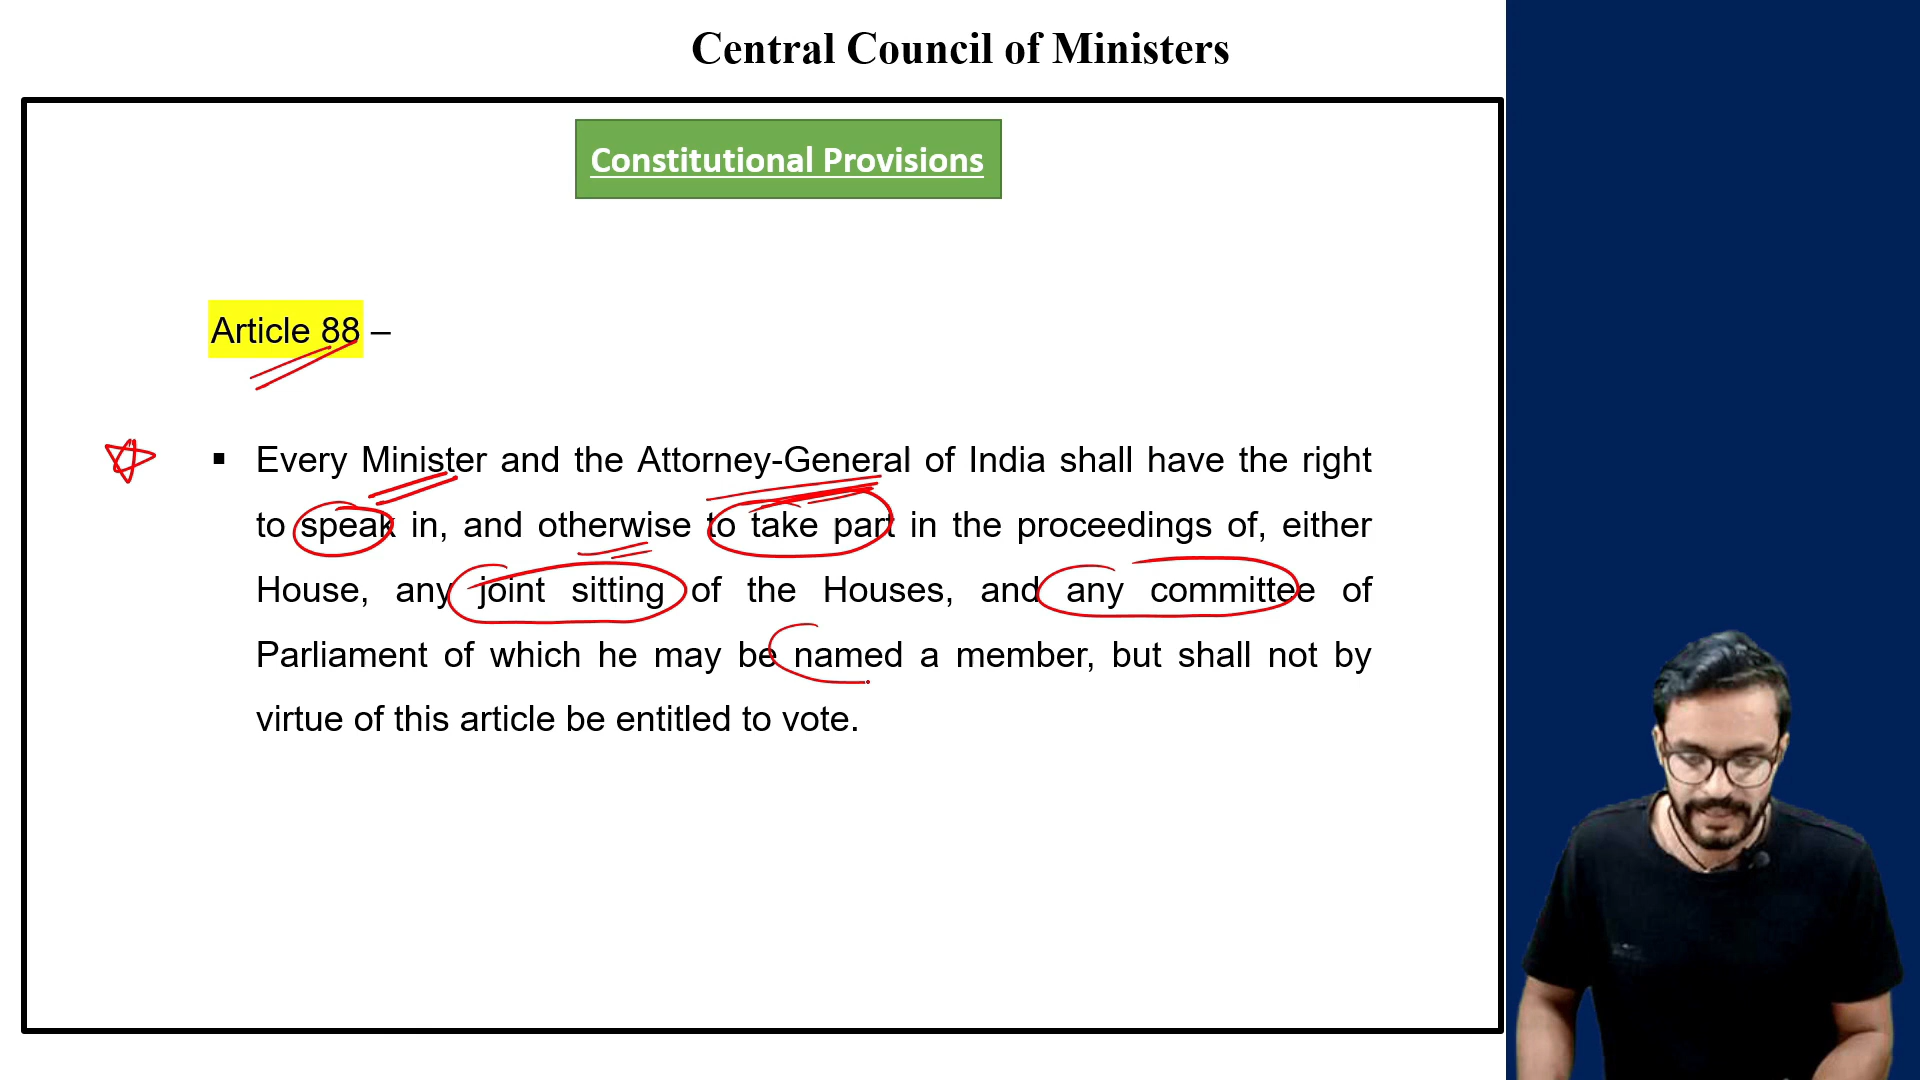 Central Council of Ministers
Constitutional Provisions
Article 88 –
▪ Every Minister and the Attorney-General of India shall have the right
to speak in, and otherwise to take part in the proceedings of, either
House, any joint sitting of the Houses, and any committee of
Parliament of which he may be named a member, but shall not by
virtue of this article be entitled to vote.